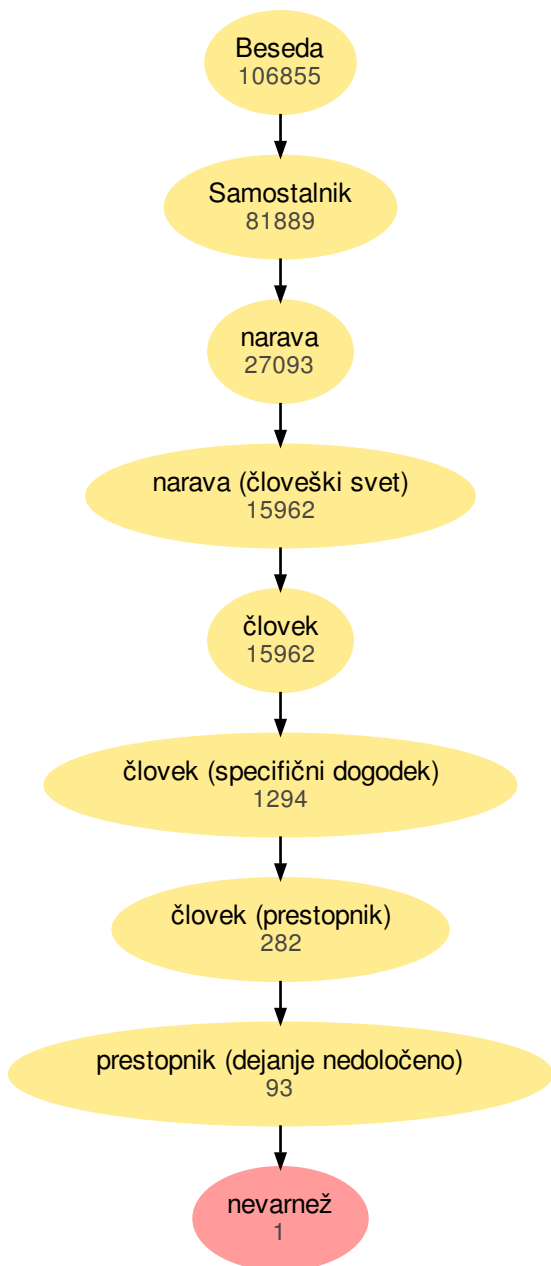 Beseda
106855
Samostalnik
81889
narava
27093
narava (človeški svet)
15962
človek
15962
človek (specifični dogodek)
1294
človek (prestopnik)
282
prestopnik (dejanje nedoločeno)
93
nevarnež
1